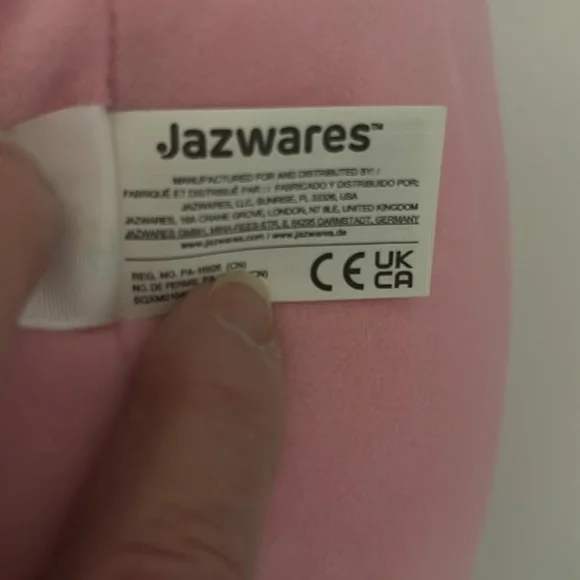 Jazwares™
MANUFACTURED FOR AND DISTRIBUTED BY: /
FABRIQUÉ ET DISTRIBUÉ PAR : / FABRICADO Y DISTRIBUIDO POR:
JAZWARES, LLC, SUNRISE, FL 33326, USA
JAZWARES, 16A CRANE GROVE, LONDON, N7 8LE, UNITED KINGDOM
JAZWARES GMBH, 64295 DARMSTADT, GERMANY
www.jazwares.com / www.jazwares.de
REG. NO. (CN)
NO. DE PERMIS. (CN)
CE UK
CA